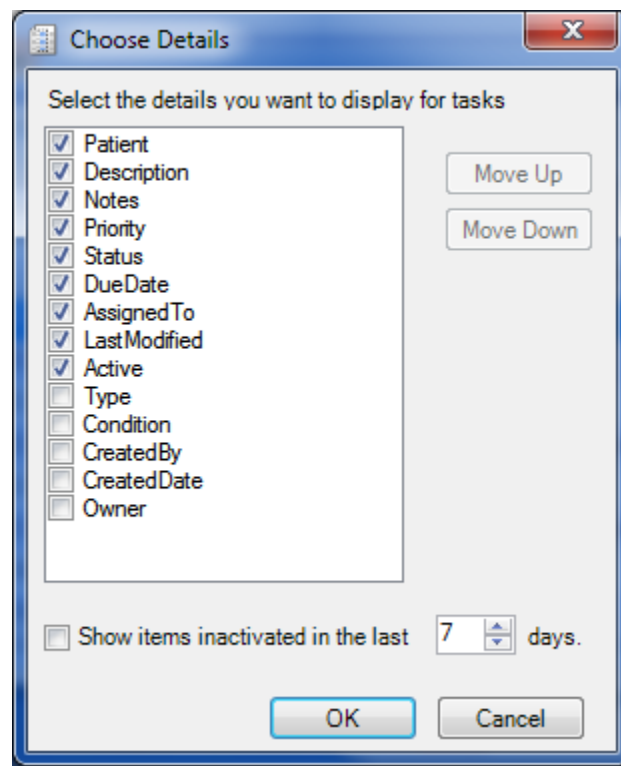 Choose Details
X
Select the details you want to display for tasks
Patient
Description
Notes
Priority
Status
DueDate
AssignedTo
LastModified
Active
Type
Condition
CreatedBy
CreatedDate
Owner
Move Up
Move Down
Show items inactivated in the last 7 days.
OK Cancel